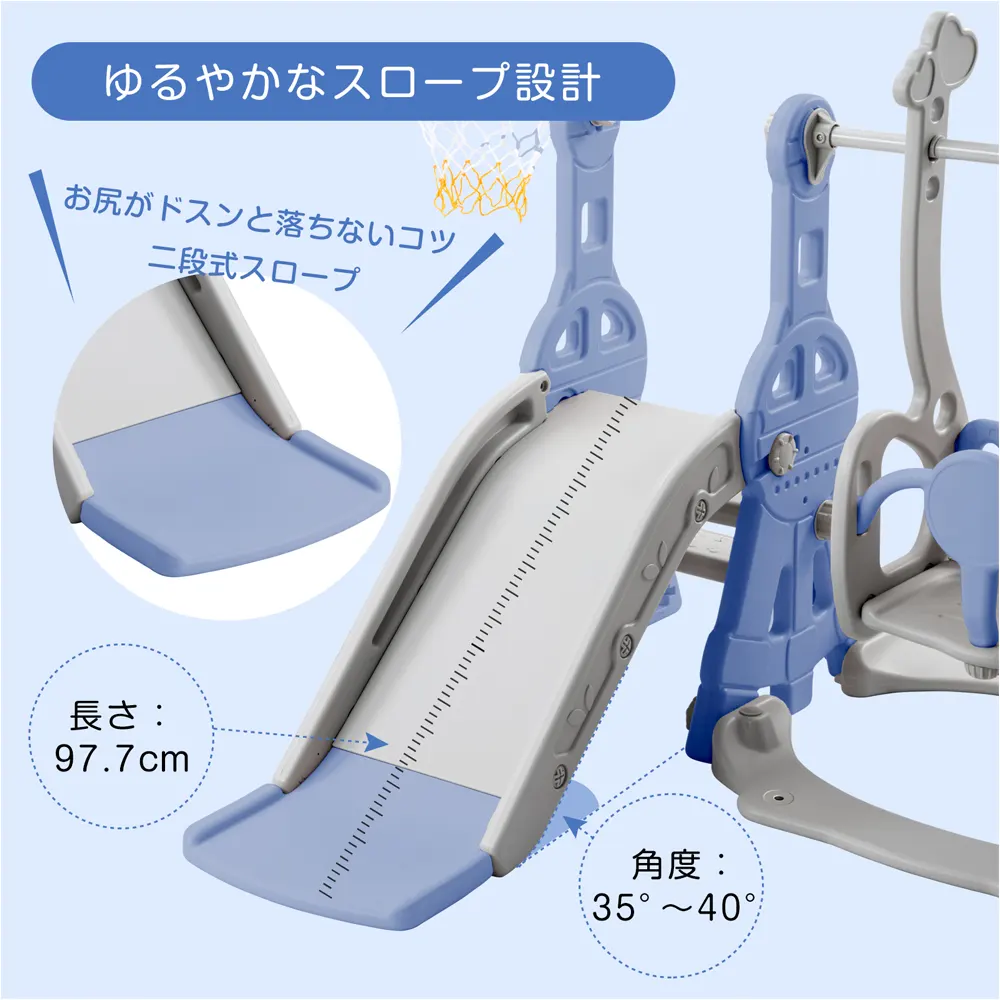 ゆるやかなスロープ設計
お尻がドスンと落ちないコツ
二段式スロープ
長さ：
97.7cm
角度：
35°～40°